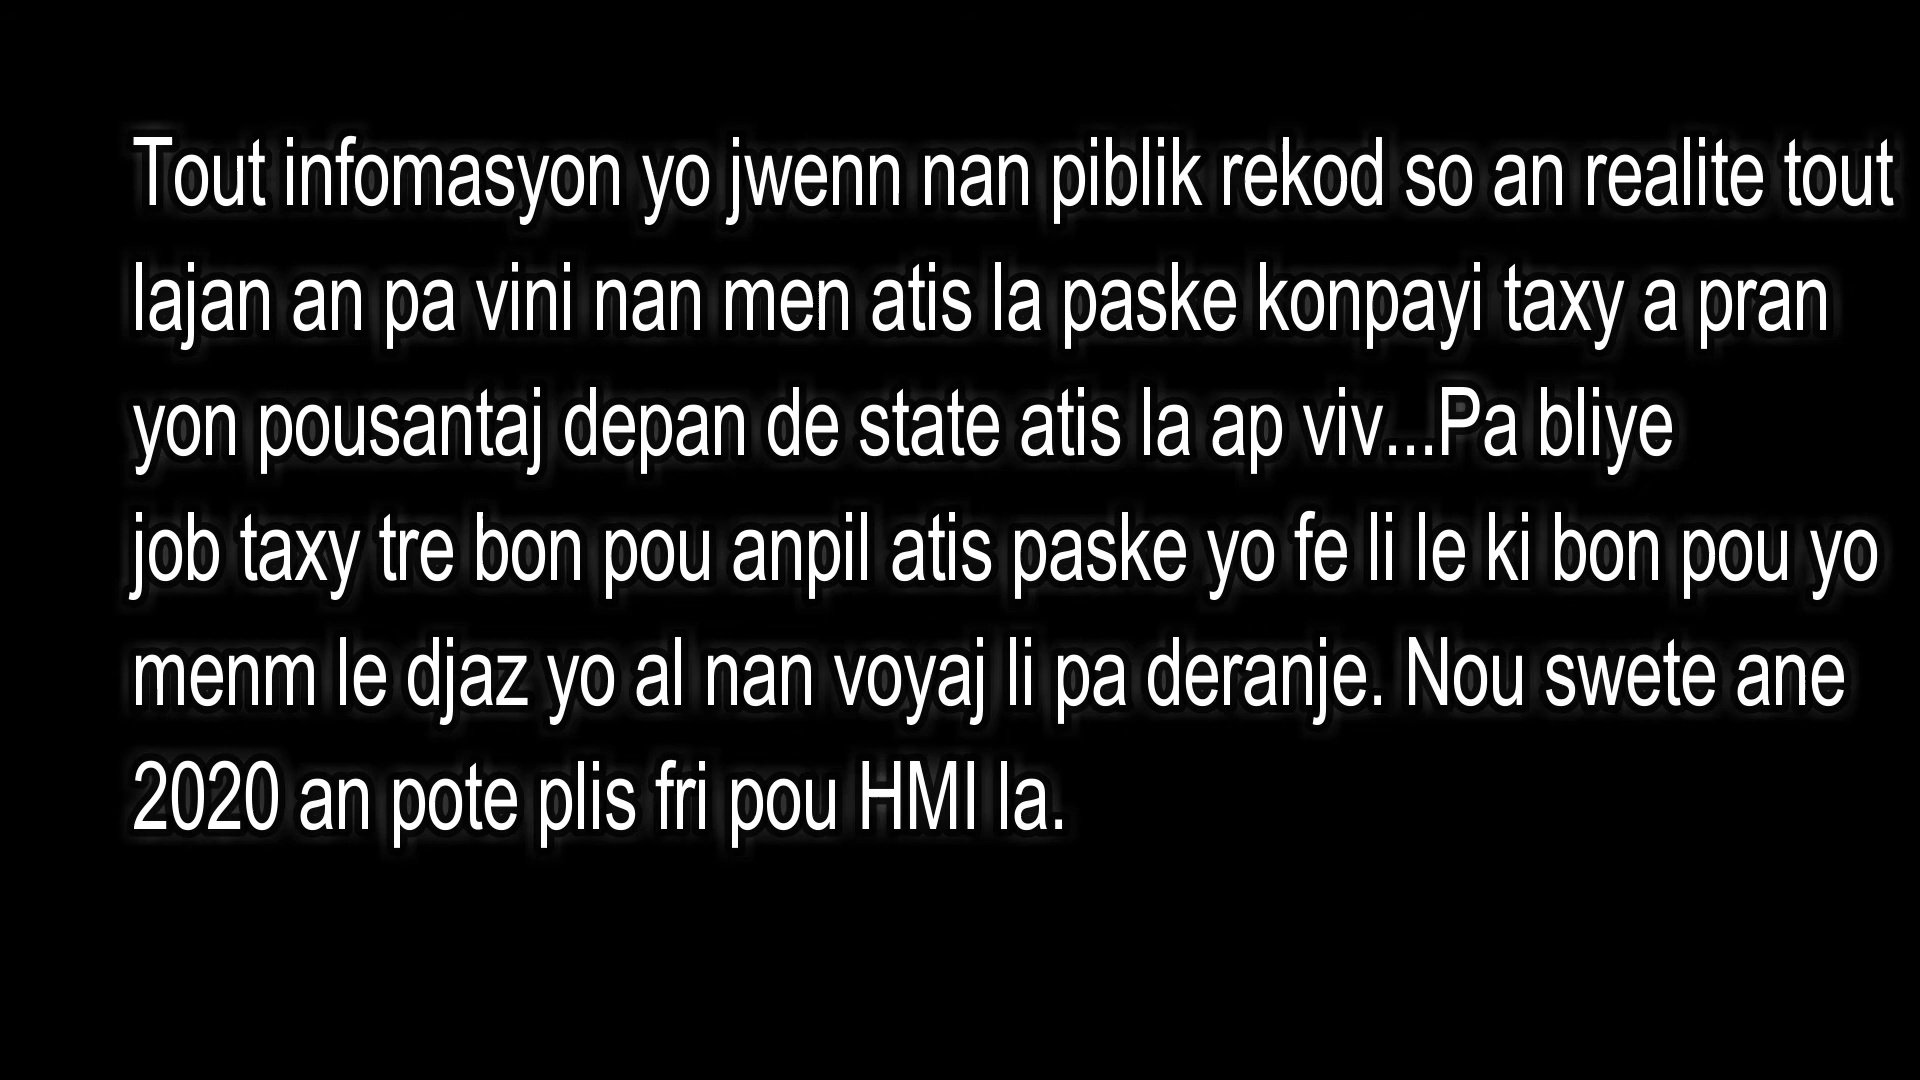 Tout infomasyon yo jwenn nan piblik rekod so an realite tout
lajan an pa vini nan men atis la paske konpayi taxy a pran
yon pousantaj depan de state atis la ap viv...Pa bliye
job taxy tre bon pou anpil atis paske yo fe li le ki bon pou yo
menm le djaz yo al nan voyaj li pa deranje. Nou swete ane
2020 an pote plis fri pou HMI la.